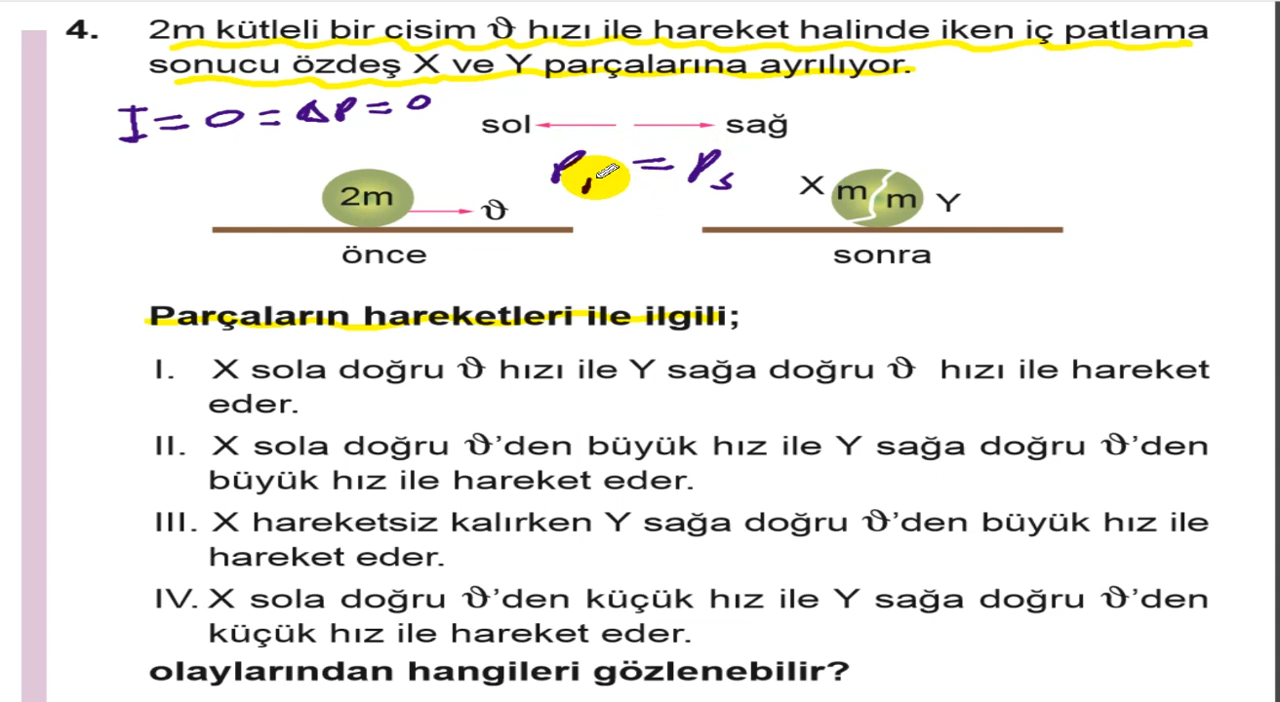 4. 2m kütleli bir cisim ϑ hızı ile hareket halinde iken iç patlama
sonucu özdeş X ve Y parçalarına ayrılıyor.
I = 0 = ΔP = 0
sol sağ
P₁ = Pₛ
2m ϑ
X m m Y
önce
sonra
Parçaların hareketleri ile ilgili;
I. X sola doğru ϑ hızı ile Y sağa doğru ϑ hızı ile hareket
eder.
II. X sola doğru ϑ'den büyük hız ile Y sağa doğru ϑ'den
büyük hız ile hareket eder.
III. X hareketsiz kalırken Y sağa doğru ϑ'den büyük hız ile
hareket eder.
IV. X sola doğru ϑ'den küçük hız ile Y sağa doğru ϑ'den
küçük hız ile hareket eder.
olaylarından hangileri gözlenebilir?